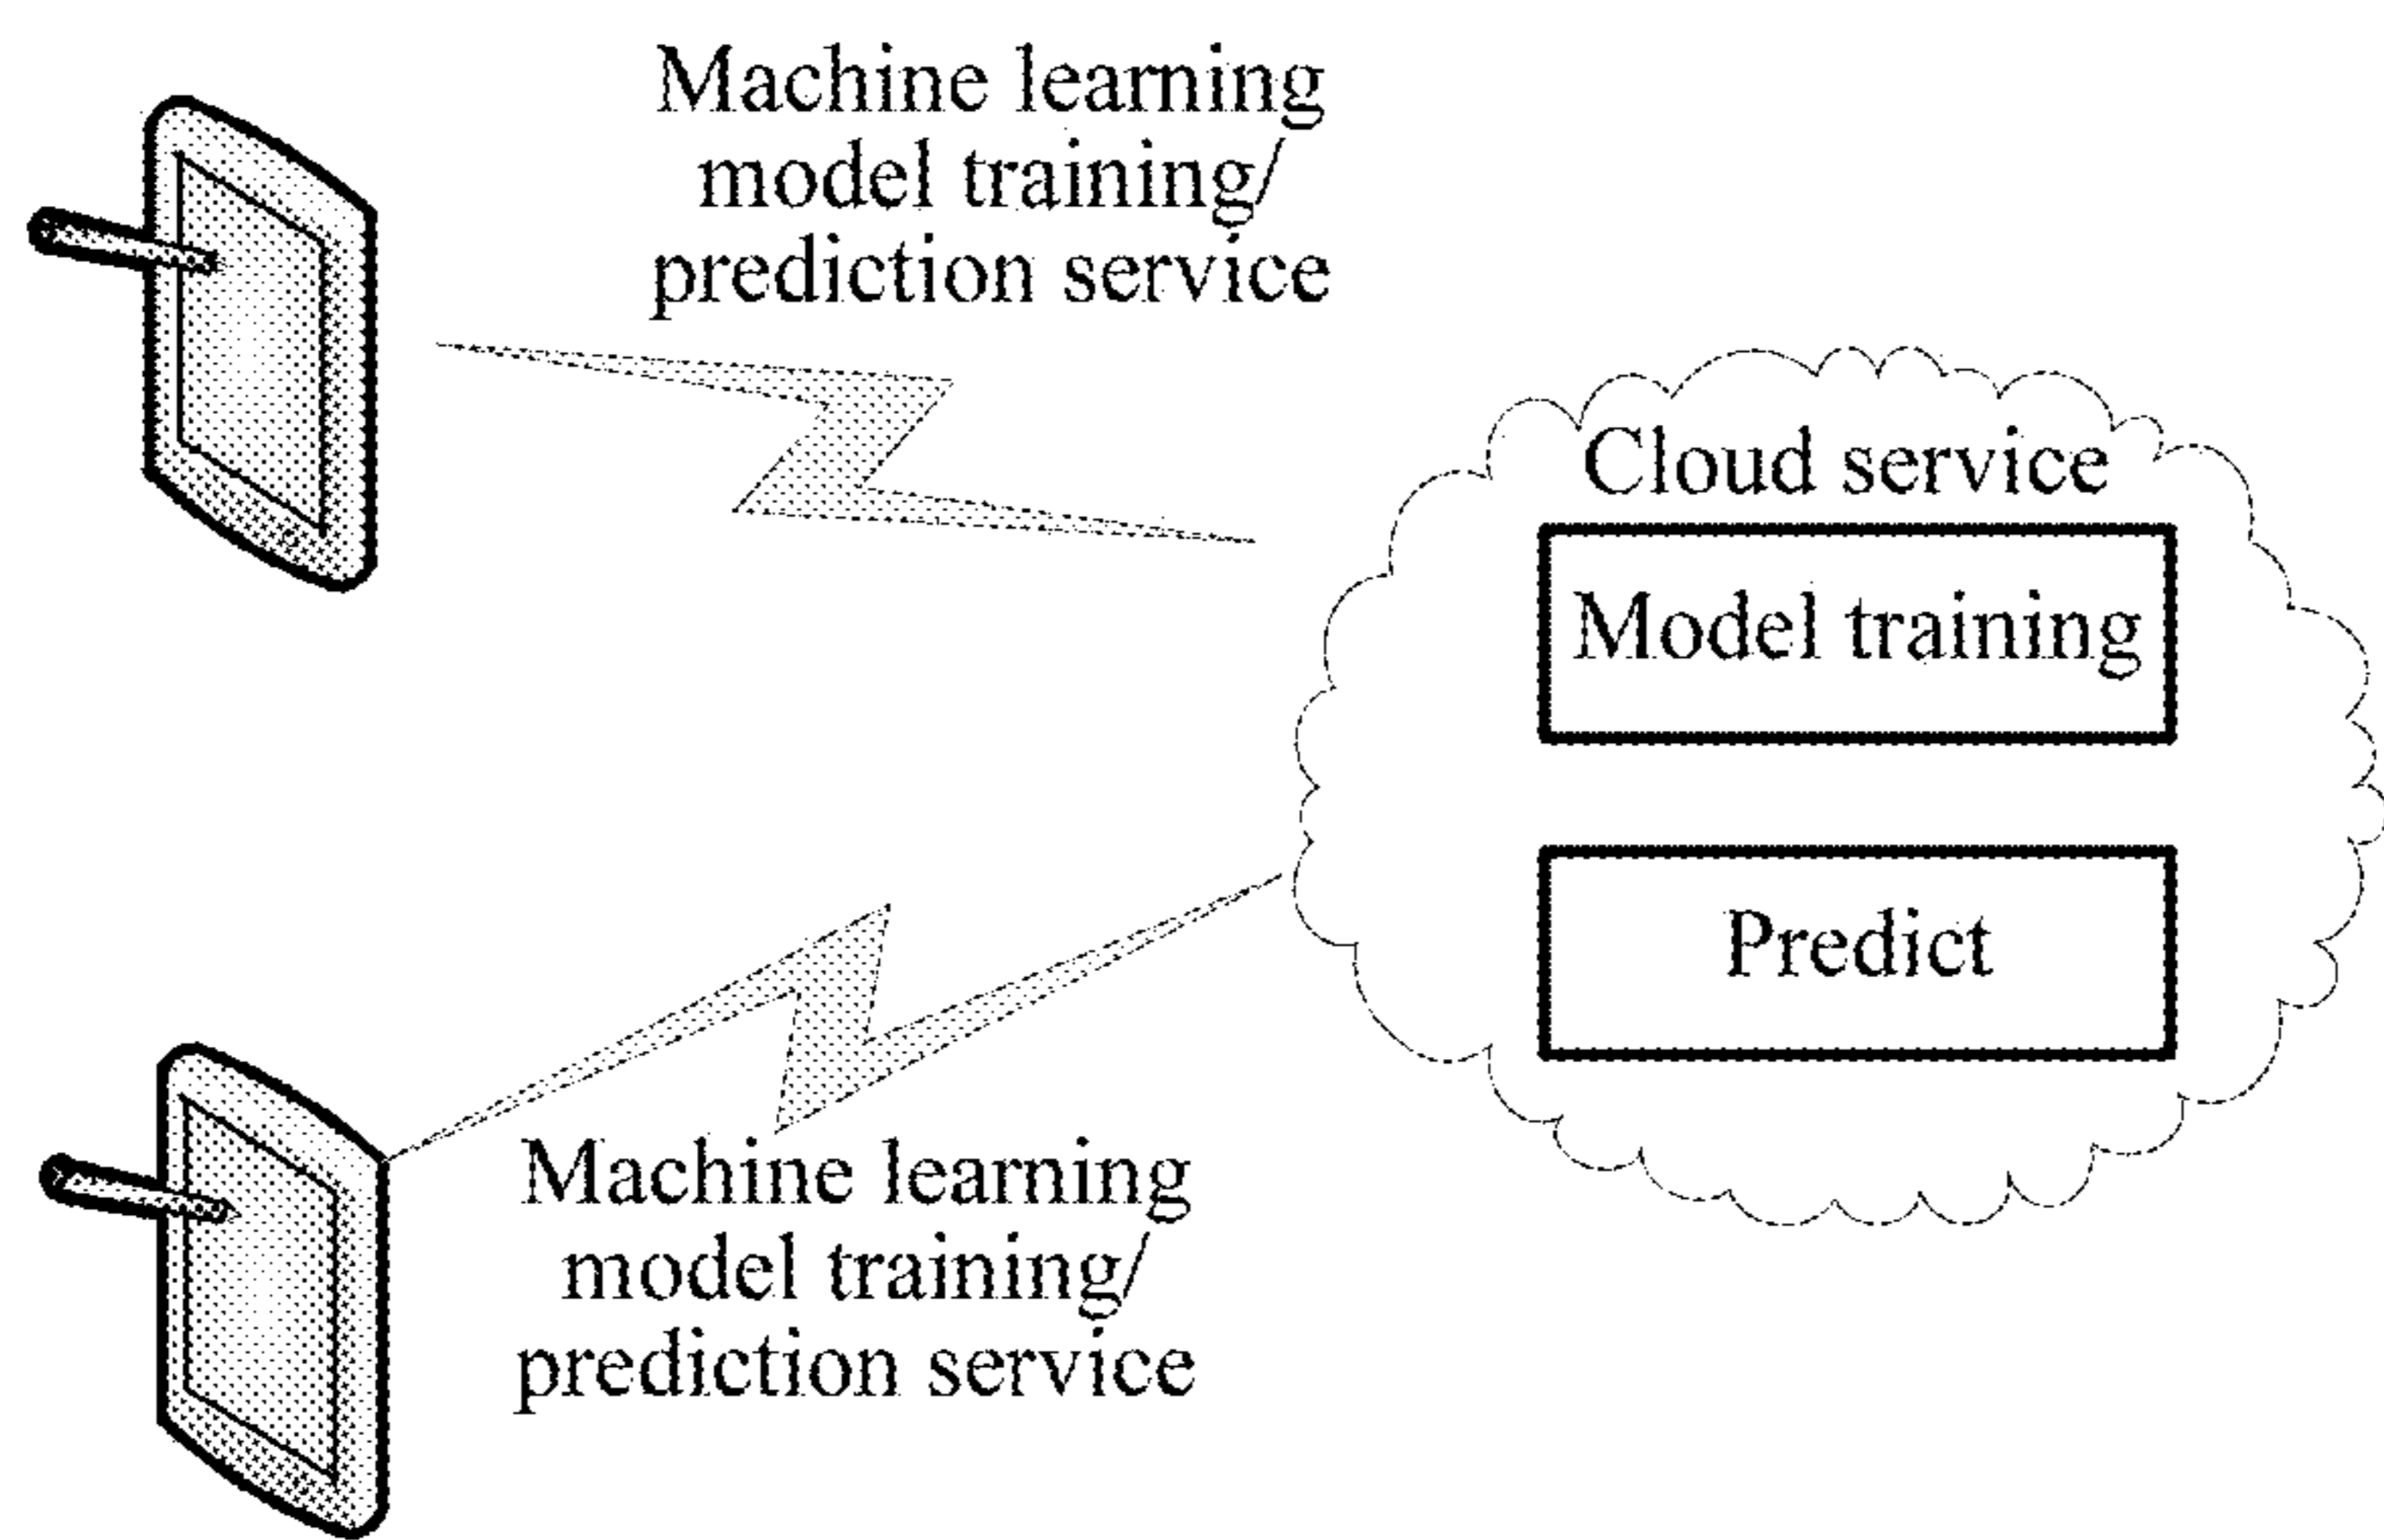 Machine learning
model training/
prediction service
Cloud service
Model training
Predict
Machine learning
model training/
prediction service